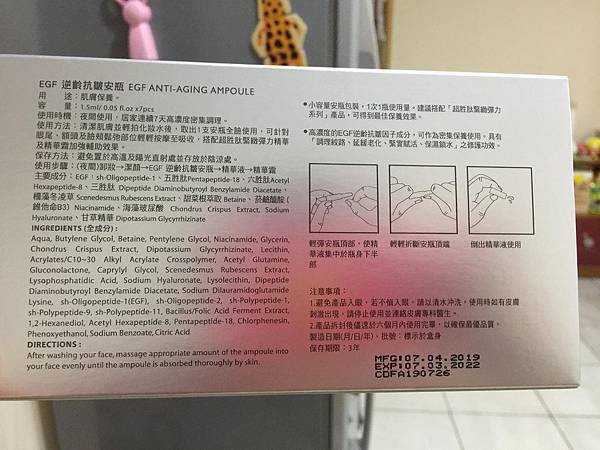 EGF 逆齡抗皺安瓶 EGF ANTI-AGING AMPOULE
用　　途：肌膚保養。
容　　量：1.5ml/ 0.05 fl.oz x7pcs
使用時機：夜間使用，居家連續7天高濃度密集調理。
使用方法：清潔肌膚並輕拍化妝水後，取出1支安瓶全臉使用，可針對
眼尾、額頭及臉頰鬆弛部位輕輕按摩至吸收，搭配超胜肽緊緻彈力精華
及精華霜加強輔助效果。
保存方法：避免置於高溫及陽光直射處並存放於陰涼處。
使用步驟：(夜間)卸妝→潔顏→EGF 逆齡抗皺安瓶→精華液→精華霜
主要成分：EGF、sh-Oligopeptide-1、五胜肽Pentapeptide-18、六胜肽Acetyl
Hexapeptide-8、三胜肽 Dipeptide Diaminobutyroyl Benzylamide Diacetate、
柵藻冬凌草 Scenedesmus Rubescens Extract、甜菜根萃取 Betaine、菸鹼醯胺(
維他命B3) Niacinamide、海藻玻尿酸 Chondrus Crispus Extract, Sodium
Hyaluronate、甘草精華 Dipotassium Glycyrrhizinate
INGREDIENTS (全成分) :
Aqua, Butylene Glycol, Betaine, Pentylene Glycol, Niacinamide, Glycerin,
Chondrus Crispus Extract, Dipotassium Glycyrrhizate, Lecithin,
Acrylates/C10~30 Alkyl Acrylate Crosspolymer, Acetyl Glutamine,
Gluconolactone, Caprylyl Glycol, Scenedesmus Rubescens Extract,
Lysophosphatidic Acid, Sodium Hyaluronate, Lysolecithin, Dipeptide
Diaminobutyroyl Benzylamide Diacetate, Sodium Dilauramidoglutamide
Lysine, sh-Oligopeptide-1(EGF), sh-Oligopeptide-2, sh-Polypeptide-1,
sh-Polypeptide-9, sh-Polypeptide-11, Bacillus/Folic Acid Ferment Extract,
1,2-Hexanediol, Acetyl Hexapeptide-8, Pentapeptide-18, Chlorphenesin,
Phenoxyethanol, Sodium Benzoate, Citric Acid
DIRECTIONS :
After washing your face, massage appropriate amount of the ampoule into
your face evenly until the ampoule is absorbed thoroughly by skin.
●小容量安瓶包裝，1次1瓶使用量。建議搭配「超胜肽緊緻彈力
系列」產品，可得到最佳保養效果。
●高濃度的EGF逆齡抗皺因子成分，可作為密集保養使用。具有
「調理紋路、延緩老化、緊實賦活、保濕鎖水」之修護功效。
輕彈安瓶頂部，使精
華液集中於瓶身下半
部
輕輕折斷安瓶頂端
倒出精華液使用
注意事項：
1.避免產品入眼，若不慎入眼，請以清水沖洗。使用時如有皮膚
刺激出現，請停止使用並連絡皮膚專科醫生。
2.產品拆封後儘速於六個月內使用完畢，以確保最優品質。
製造日期(月/日/年)、批號：標示於盒身
保存期限：3年
MFG:07.04.2019
EXP:07.03.2022
CDFA190726